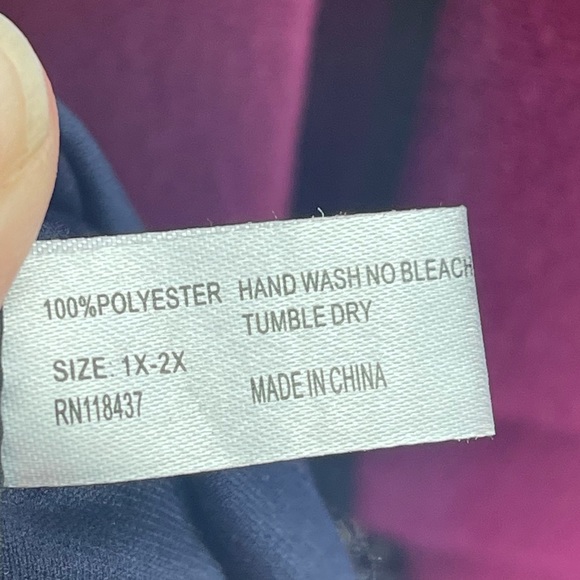 100%POLYESTER
SIZE. 1X-2X
RN118437
HAND WASH NO BLEACH
TUMBLE DRY
MADE IN CHINA